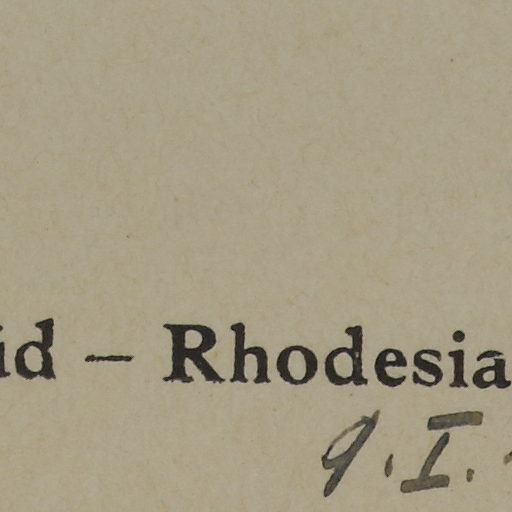 id – Rhodesia
9. I.